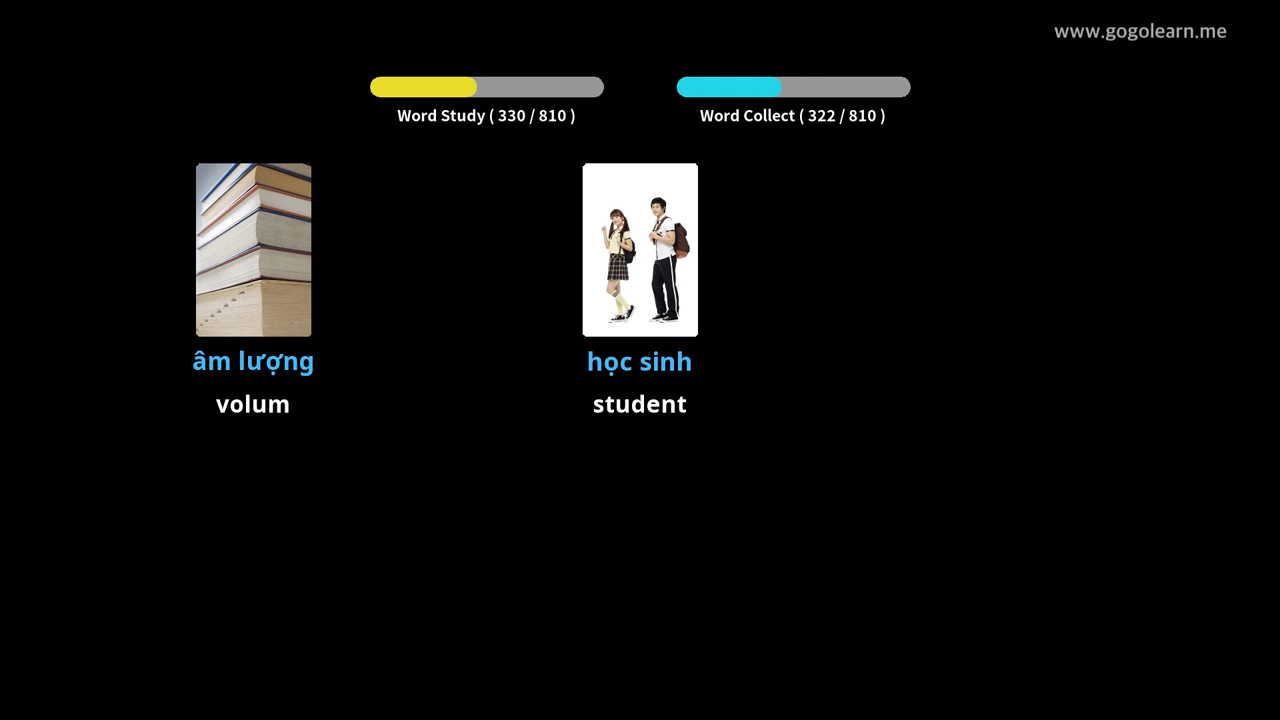 www.gogolearn.me
Word Study ( 330 / 810 )
Word Collect ( 322 / 810 )
âm lượng
học sinh
volum
student